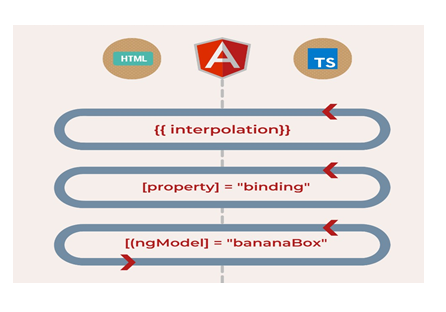 HTML
A
TS
{{ interpolation}}
[property] = "binding"
[(ngModel] = "bananaBox"